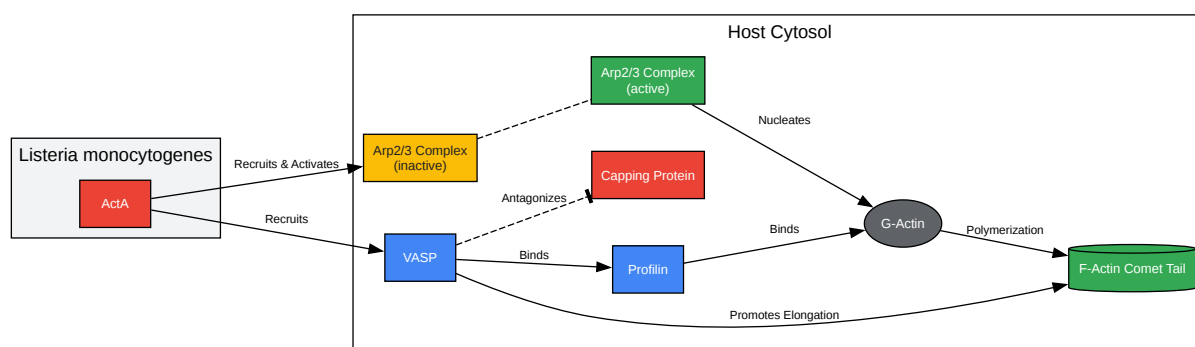 Host Cytosol
Arp2/3 Complex
(active)
Nucleates
Listeria monocytogenes
ActA
Recruits & Activates
Arp2/3 Complex
(inactive)
Capping Protein
Antagonizes
Recruits
VASP
Binds
Profilin
Binds
G-Actin
Polymerization
F-Actin Comet Tail
Promotes Elongation